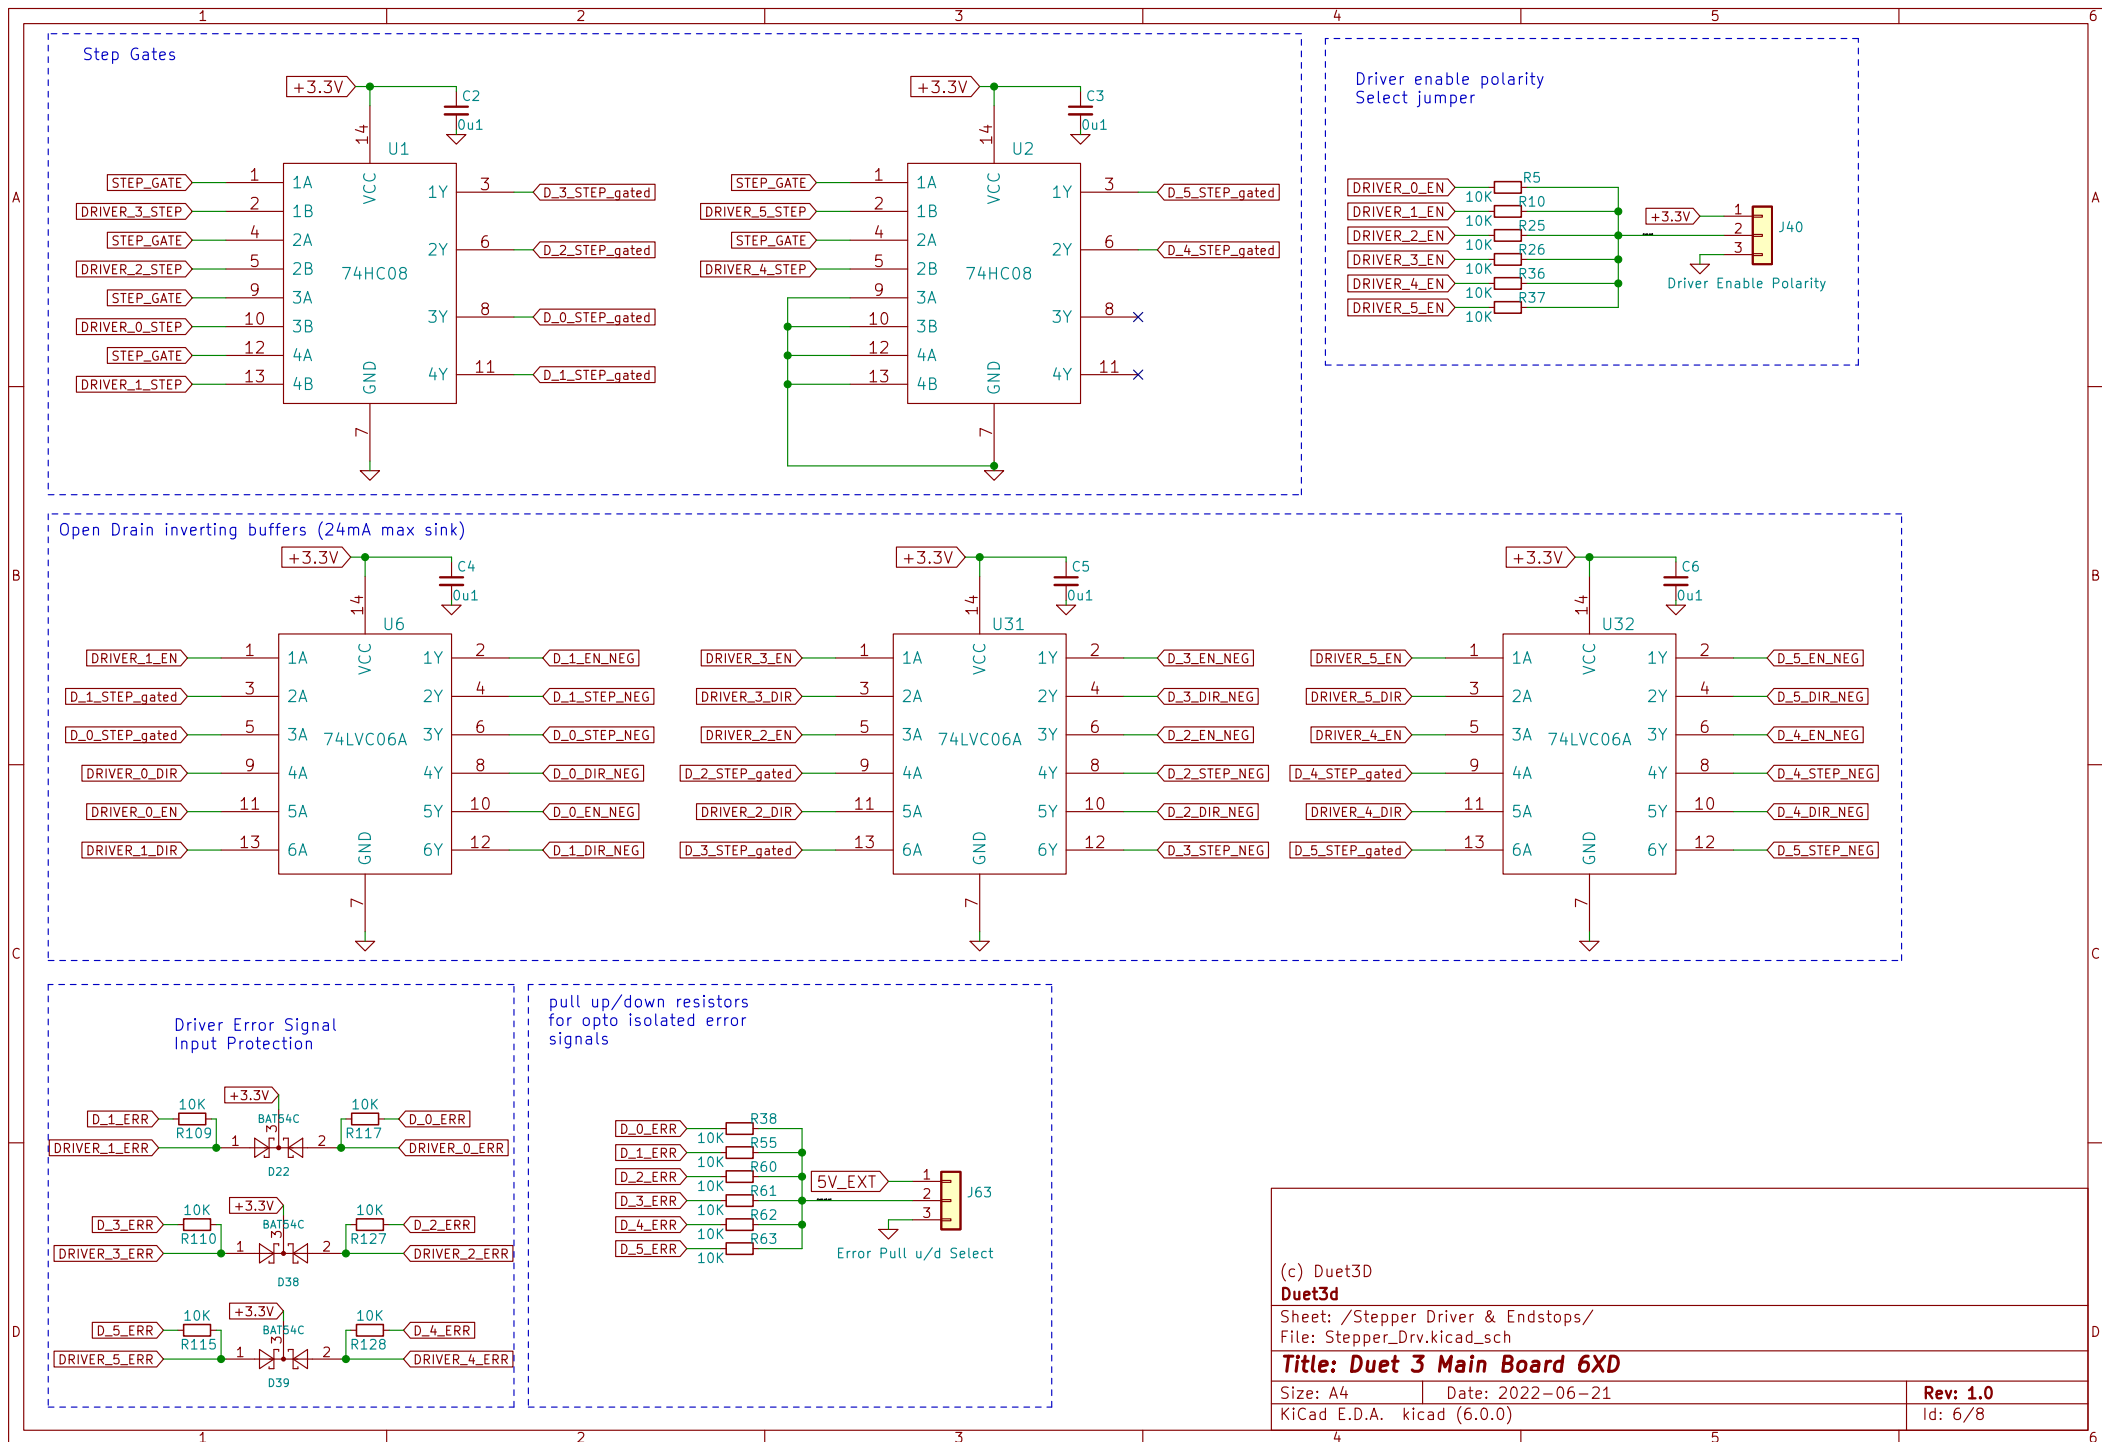 1 2 3 4 5 6
A
B
C
D
A
B
C
D
1 2 3 4 5 6
Step Gates
+3.3V
C2
0u1
14
U1
VCC
74HC08
GND
7
STEP_GATE 1 1A
DRIVER_3_STEP 2 1B
STEP_GATE 4 2A
DRIVER_2_STEP 5 2B
STEP_GATE 9 3A
DRIVER_0_STEP 10 3B
STEP_GATE 12 4A
DRIVER_1_STEP 13 4B
1Y 3 D_3_STEP_gated
2Y 6 D_2_STEP_gated
3Y 8 D_0_STEP_gated
4Y 11 D_1_STEP_gated
+3.3V
C3
0u1
14
U2
VCC
74HC08
GND
7
STEP_GATE 1 1A
DRIVER_5_STEP 2 1B
STEP_GATE 4 2A
DRIVER_4_STEP 5 2B
9 3A
10 3B
12 4A
13 4B
1Y 3 D_5_STEP_gated
2Y 6 D_4_STEP_gated
3Y 8
4Y 11
Driver enable polarity
Select jumper
DRIVER_0_EN 10K R5
DRIVER_1_EN 10K R10
DRIVER_2_EN 10K R25
DRIVER_3_EN 10K R26
DRIVER_4_EN 10K R36
DRIVER_5_EN 10K R37
+3.3V 1
2
3
J40
Driver Enable Polarity
Open Drain inverting buffers (24mA max sink)
+3.3V
C4
0u1
14
U6
VCC
74LVC06A
GND
7
DRIVER_1_EN 1 1A 1Y 2 D_1_EN_NEG
D_1_STEP_gated 3 2A 2Y 4 D_1_STEP_NEG
D_0_STEP_gated 5 3A 3Y 6 D_0_STEP_NEG
DRIVER_0_DIR 9 4A 4Y 8 D_0_DIR_NEG
DRIVER_0_EN 11 5A 5Y 10 D_0_EN_NEG
DRIVER_1_DIR 13 6A 6Y 12 D_1_DIR_NEG
+3.3V
C5
0u1
14
U31
VCC
74LVC06A
GND
7
DRIVER_3_EN 1 1A 1Y 2 D_3_EN_NEG
DRIVER_3_DIR 3 2A 2Y 4 D_3_DIR_NEG
DRIVER_2_EN 5 3A 3Y 6 D_2_EN_NEG
D_2_STEP_gated 9 4A 4Y 8 D_2_STEP_NEG
DRIVER_2_DIR 11 5A 5Y 10 D_2_DIR_NEG
D_3_STEP_gated 13 6A 6Y 12 D_3_STEP_NEG
+3.3V
C6
0u1
14
U32
VCC
74LVC06A
GND
7
DRIVER_5_EN 1 1A 1Y 2 D_5_EN_NEG
DRIVER_5_DIR 3 2A 2Y 4 D_5_DIR_NEG
DRIVER_4_EN 5 3A 3Y 6 D_4_EN_NEG
D_4_STEP_gated 9 4A 4Y 8 D_4_STEP_NEG
DRIVER_4_DIR 11 5A 5Y 10 D_4_DIR_NEG
D_5_STEP_gated 13 6A 6Y 12 D_5_STEP_NEG
Driver Error Signal
Input Protection
+3.3V
D_1_ERR 10K R109 BAT54C 3 10K R117 D_0_ERR
DRIVER_1_ERR 1 2 DRIVER_0_ERR
D22
+3.3V
D_3_ERR 10K R110 BAT54C 3 10K R127 D_2_ERR
DRIVER_3_ERR 1 2 DRIVER_2_ERR
D38
+3.3V
D_5_ERR 10K R115 BAT54C 3 10K R128 D_4_ERR
DRIVER_5_ERR 1 2 DRIVER_4_ERR
D39
pull up/down resistors
for opto isolated error
signals
D_0_ERR 10K R38
D_1_ERR 10K R55
D_2_ERR 10K R60
D_3_ERR 10K R61
D_4_ERR 10K R62
D_5_ERR 10K R63
5V_EXT 1
2
3
J63
Error Pull u/d Select
(c) Duet3D
Duet3d
Sheet: /Stepper Driver & Endstops/
File: Stepper_Drv.kicad_sch
Title: Duet 3 Main Board 6XD
Size: A4 Date: 2022-06-21 Rev: 1.0
KiCad E.D.A. kicad (6.0.0) Id: 6/8